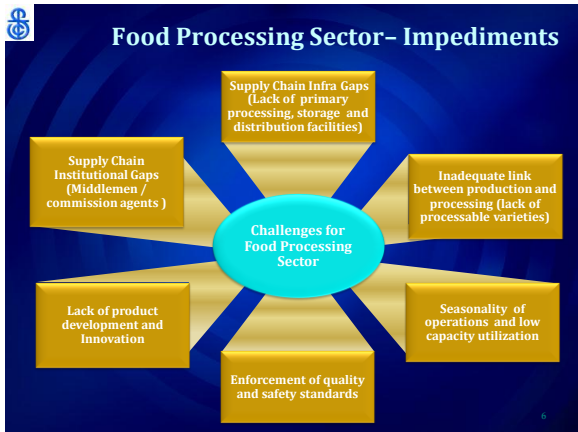 Food Processing Sector– Impediments
Supply Chain Infra Gaps
(Lack of primary
processing, storage and
distribution facilities)
Supply Chain
Institutional Gaps
(Middlemen /
commission agents )
Inadequate link
between production and
processing (lack of
processable varieties)
Challenges for
Food Processing
Sector
Lack of product
development and
Innovation
Seasonality of
operations and low
capacity utilization
Enforcement of quality
and safety standards
6